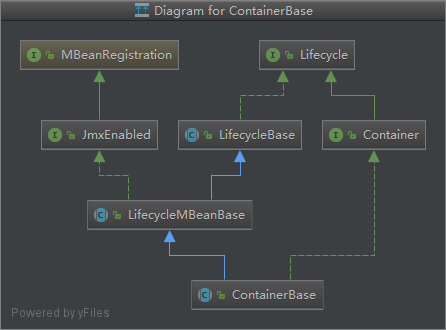 Diagram for ContainerBase
I MBeanRegistration
I Lifecycle
I JmxEnabled
C LifecycleBase
I Container
C LifecycleMBeanBase
C ContainerBase
Powered by yFiles